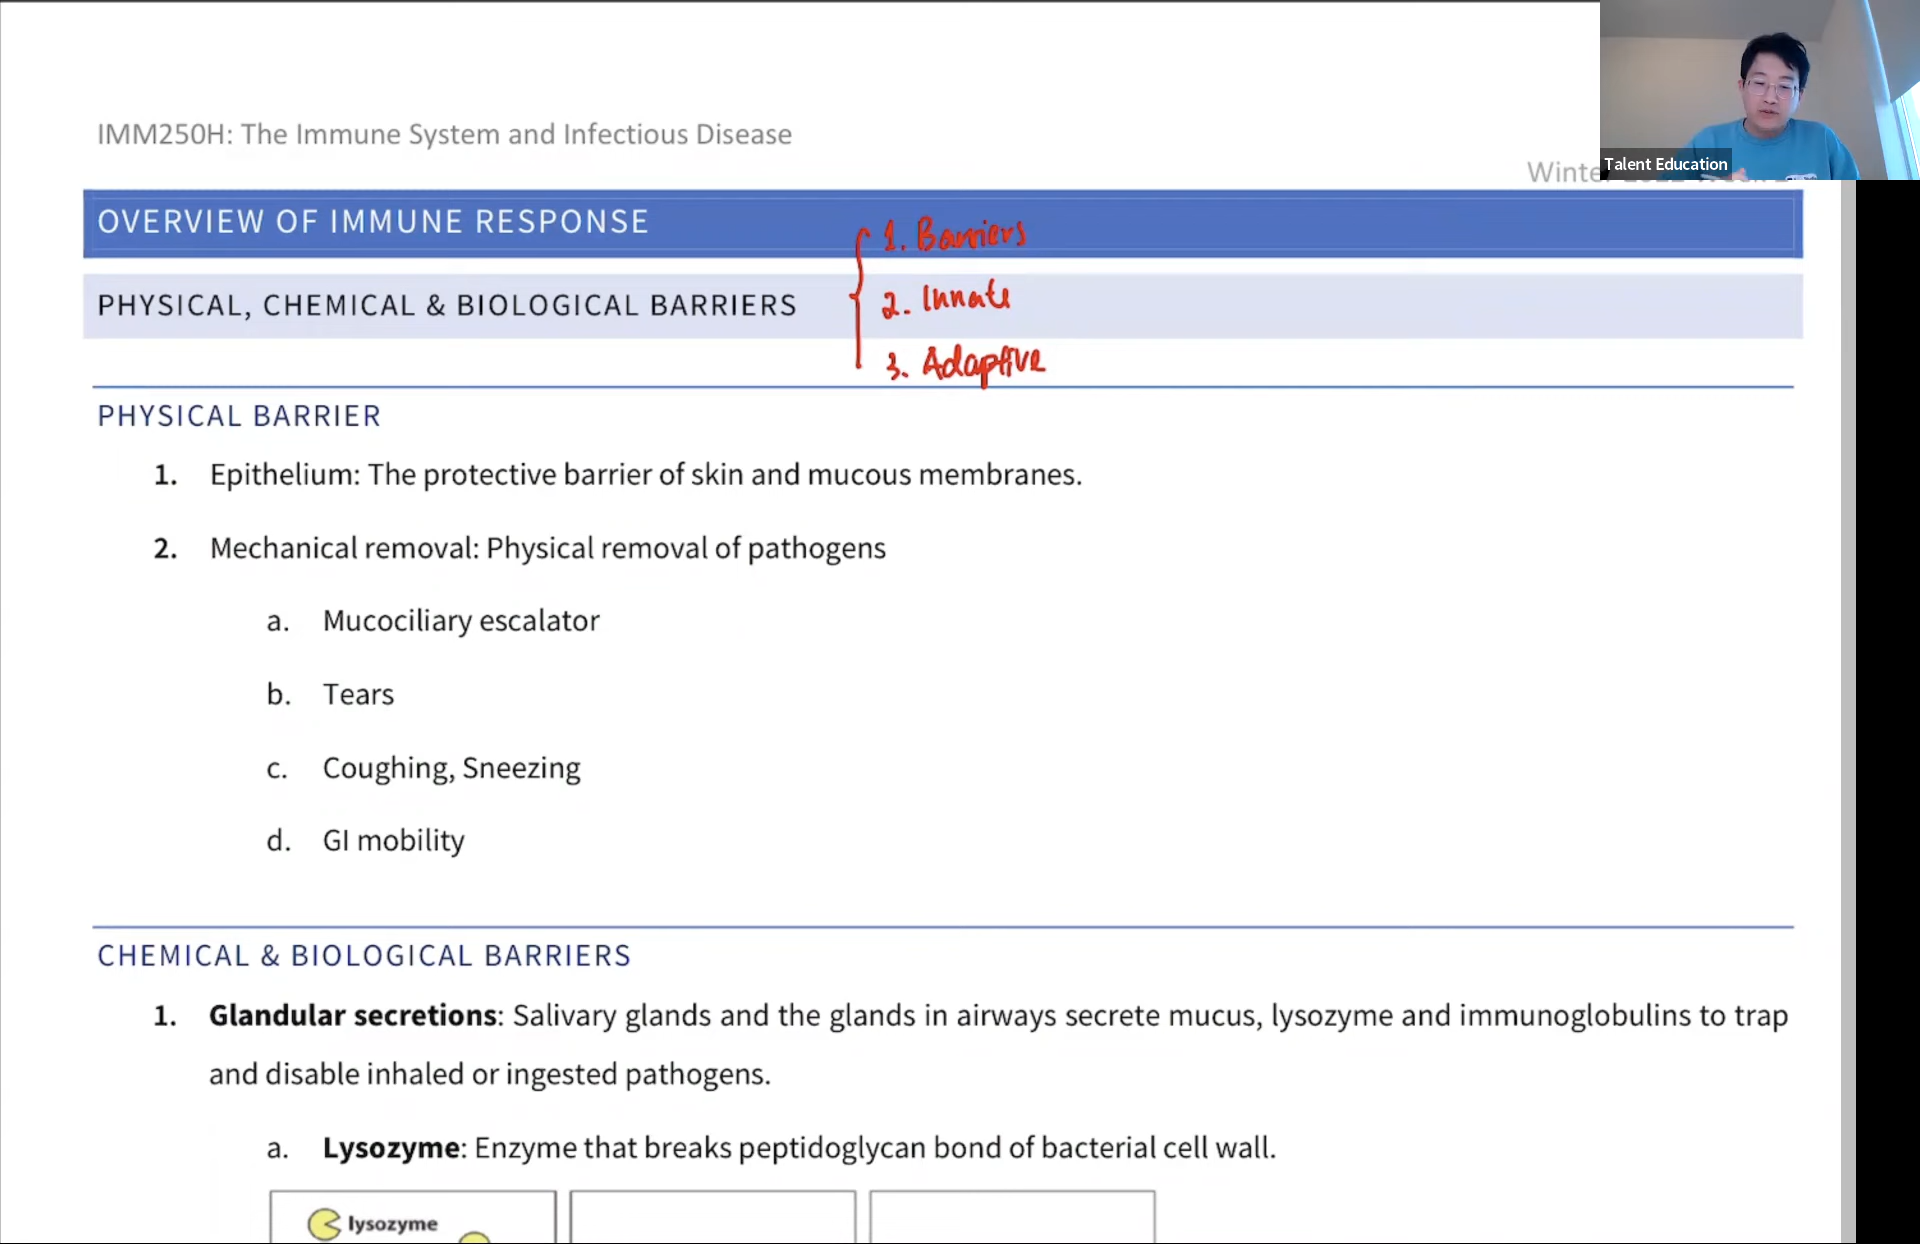 IMM250H: The Immune System and Infectious Disease
Talent Education
OVERVIEW OF IMMUNE RESPONSE
1. Barriers
PHYSICAL, CHEMICAL & BIOLOGICAL BARRIERS
2. Innate
3. Adaptive
PHYSICAL BARRIER
1. Epithelium: The protective barrier of skin and mucous membranes.
2. Mechanical removal: Physical removal of pathogens
a. Mucociliary escalator
b. Tears
c. Coughing, Sneezing
d. GI mobility
CHEMICAL & BIOLOGICAL BARRIERS
1. Glandular secretions: Salivary glands and the glands in airways secrete mucus, lysozyme and immunoglobulins to trap
and disable inhaled or ingested pathogens.
a. Lysozyme: Enzyme that breaks peptidoglycan bond of bacterial cell wall.
lysozyme